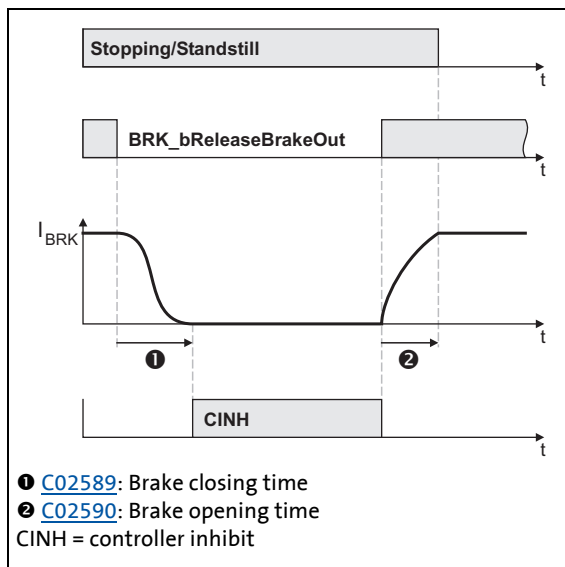 Stopping/Standstill
t
BRK_bReleaseBrakeOut
t
I_BRK
t
❶ ❷
CINH
t
❶ C02589: Brake closing time
❷ C02590: Brake opening time
CINH = controller inhibit